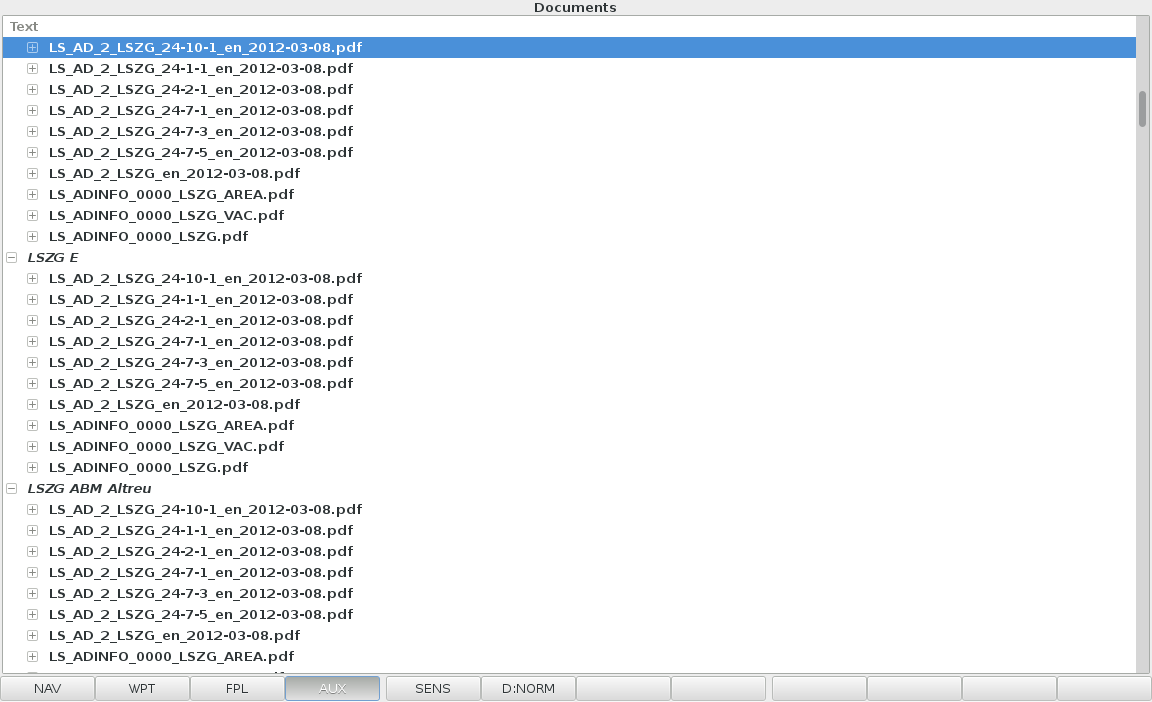 Documents
Text
LS_AD_2_LSZG_24-10-1_en_2012-03-08.pdf
LS_AD_2_LSZG_24-1-1_en_2012-03-08.pdf
LS_AD_2_LSZG_24-2-1_en_2012-03-08.pdf
LS_AD_2_LSZG_24-7-1_en_2012-03-08.pdf
LS_AD_2_LSZG_24-7-3_en_2012-03-08.pdf
LS_AD_2_LSZG_24-7-5_en_2012-03-08.pdf
LS_AD_2_LSZG_en_2012-03-08.pdf
LS_ADINFO_0000_LSZG_AREA.pdf
LS_ADINFO_0000_LSZG_VAC.pdf
LS_ADINFO_0000_LSZG.pdf
LSZG E
LS_AD_2_LSZG_24-10-1_en_2012-03-08.pdf
LS_AD_2_LSZG_24-1-1_en_2012-03-08.pdf
LS_AD_2_LSZG_24-2-1_en_2012-03-08.pdf
LS_AD_2_LSZG_24-7-1_en_2012-03-08.pdf
LS_AD_2_LSZG_24-7-3_en_2012-03-08.pdf
LS_AD_2_LSZG_24-7-5_en_2012-03-08.pdf
LS_AD_2_LSZG_en_2012-03-08.pdf
LS_ADINFO_0000_LSZG_AREA.pdf
LS_ADINFO_0000_LSZG_VAC.pdf
LS_ADINFO_0000_LSZG.pdf
LSZG ABM Altreu
LS_AD_2_LSZG_24-10-1_en_2012-03-08.pdf
LS_AD_2_LSZG_24-1-1_en_2012-03-08.pdf
LS_AD_2_LSZG_24-2-1_en_2012-03-08.pdf
LS_AD_2_LSZG_24-7-1_en_2012-03-08.pdf
LS_AD_2_LSZG_24-7-3_en_2012-03-08.pdf
LS_AD_2_LSZG_24-7-5_en_2012-03-08.pdf
LS_AD_2_LSZG_en_2012-03-08.pdf
LS_ADINFO_0000_LSZG_AREA.pdf
NAV WPT FPL AUX SENS D:NORM